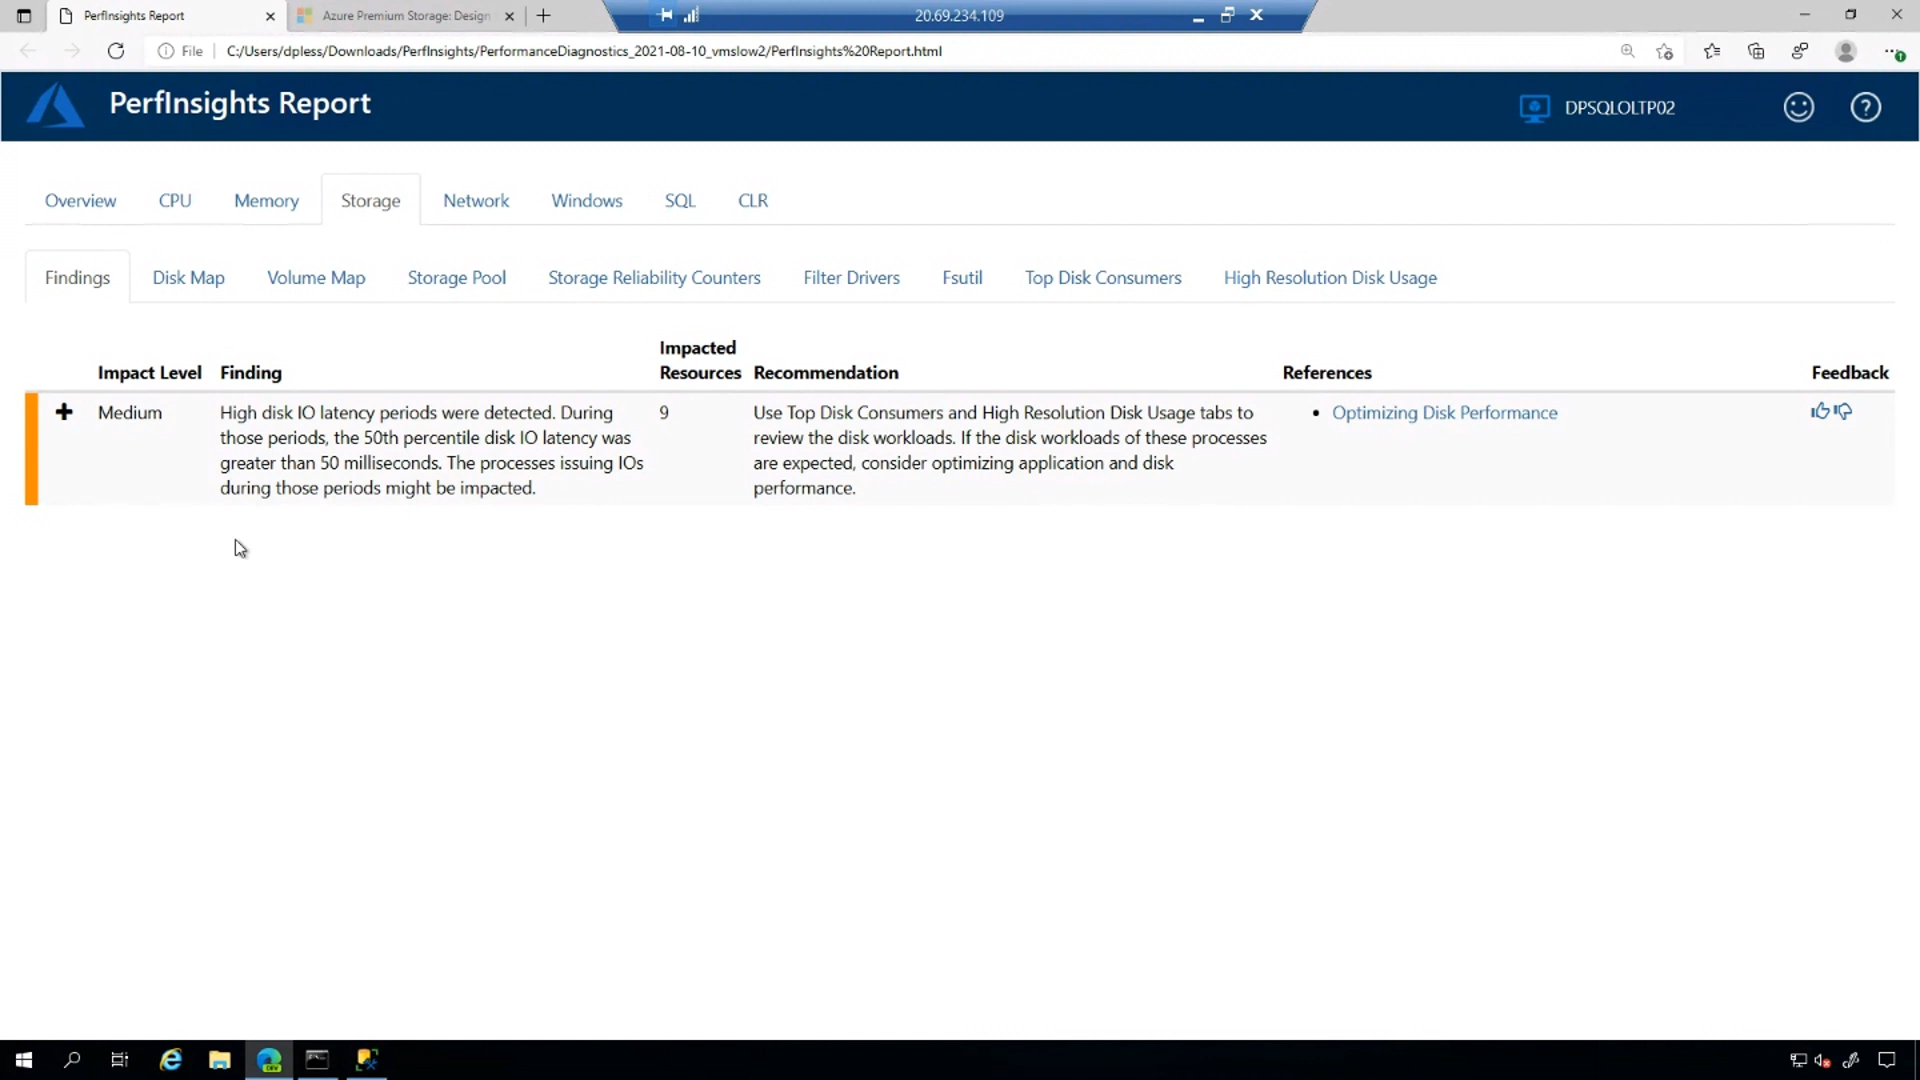 PerfInsights Report
Azure Premium Storage: Design
20.69.234.109
File
C:/Users/dpless/Downloads/PerfInsights/PerformanceDiagnostics_2021-08-10_vmslow2/PerfInsights%20Report.html
PerfInsights Report
DPSQLOLTP02
Overview CPU Memory Storage Network Windows SQL CLR
Findings Disk Map Volume Map Storage Pool Storage Reliability Counters Filter Drivers Fsutil Top Disk Consumers High Resolution Disk Usage
Impact Level Finding Impacted Resources Recommendation References Feedback
Medium
High disk IO latency periods were detected. During
those periods, the 50th percentile disk IO latency was
greater than 50 milliseconds. The processes issuing IOs
during those periods might be impacted.
9
Use Top Disk Consumers and High Resolution Disk Usage tabs to
review the disk workloads. If the disk workloads of these processes
are expected, consider optimizing application and disk
performance.
• Optimizing Disk Performance